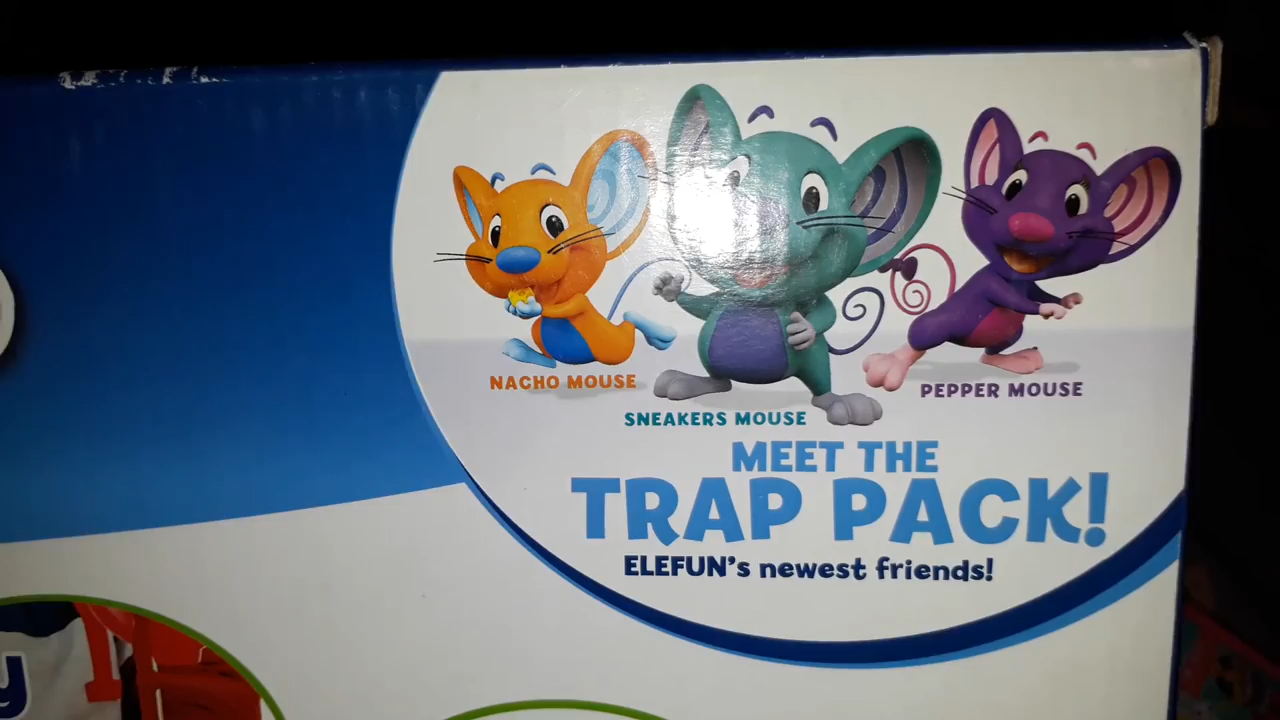 NACHO MOUSE
SNEAKERS MOUSE
PEPPER MOUSE
MEET THE
TRAP PACK!
ELEFUN's newest friends!
y